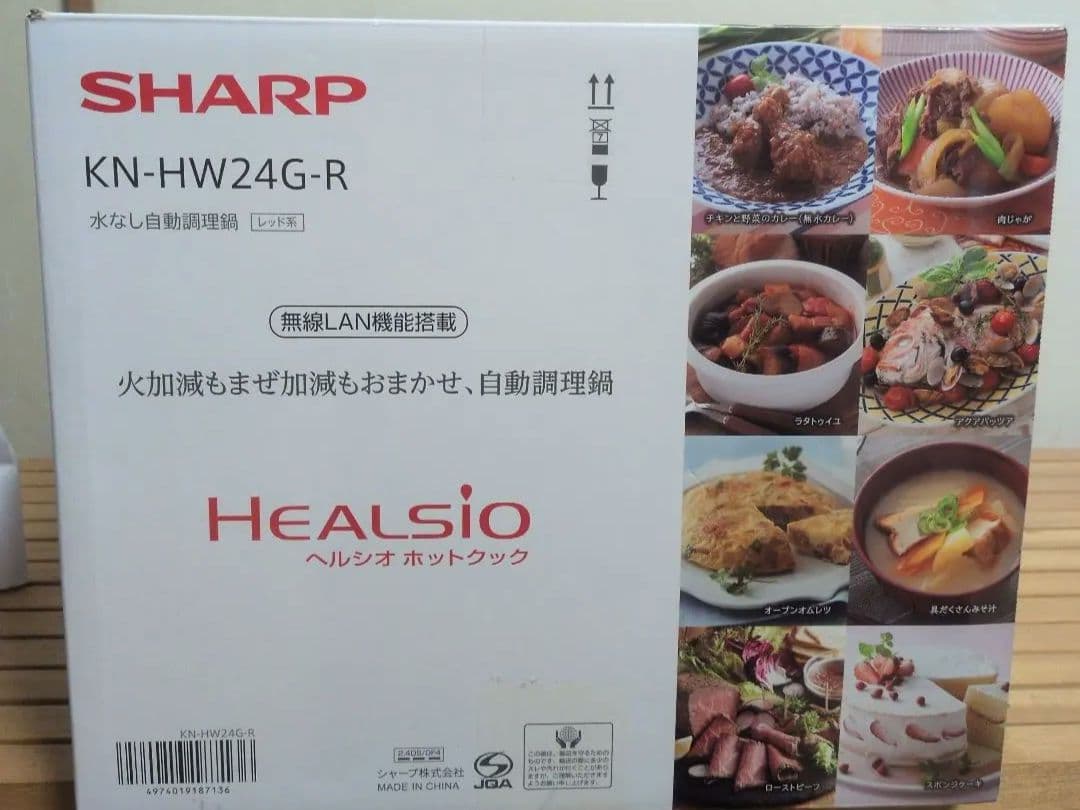 SHARP
KN-HW24G-R
水なし自動調理鍋 レッド系
無線LAN機能搭載
火加減もまぜ加減もおまかせ、自動調理鍋
HEALSIO
ヘルシオ ホットクック
7
チキンと野菜のカレー(無水カレー)
肉じゃが
ラタトゥイユ
アクアパッツア
オープンオムレツ
具だくさんみそ汁
ローストビーフ
スポンジケーキ
KN-HW24G-R
4974019187136
2.4DS/OF4
シャープ株式会社
MADE IN CHINA
JQA